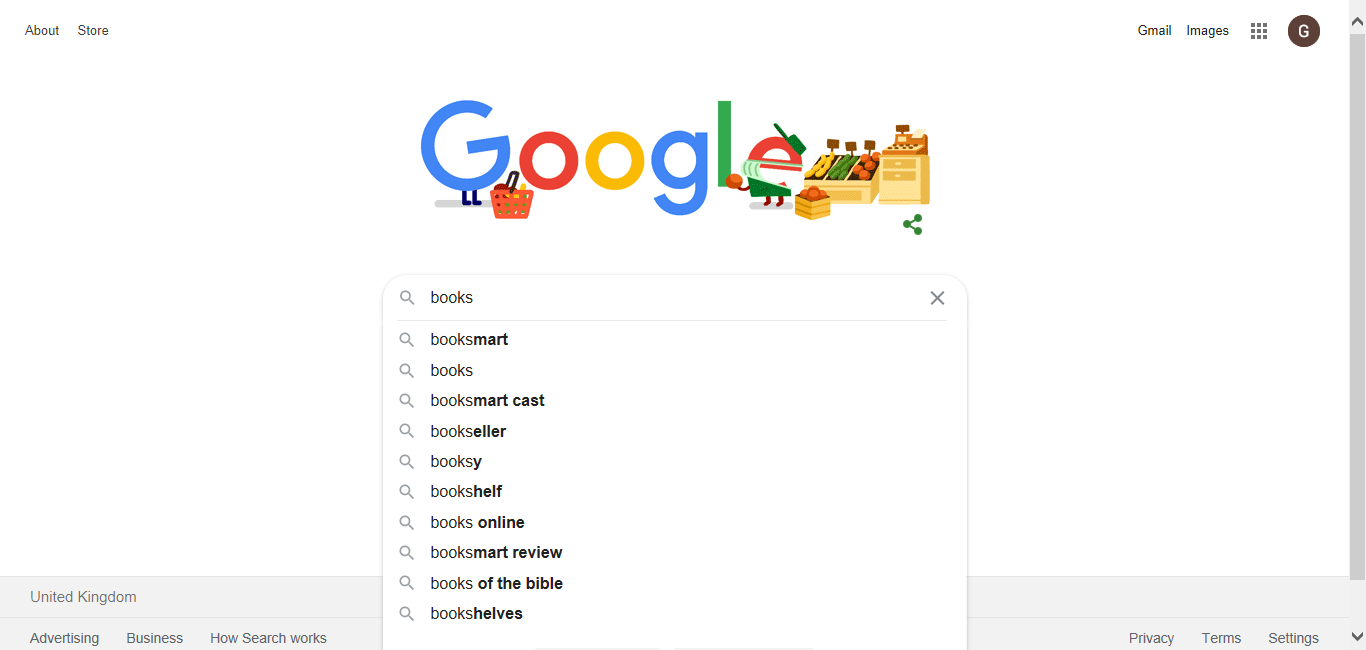 About Store Gmail Images G
Google
books
booksmart
books
booksmart cast
bookseller
booksy
bookshelf
books online
booksmart review
books of the bible
bookshelves
United Kingdom
Advertising Business How Search works Privacy Terms Settings